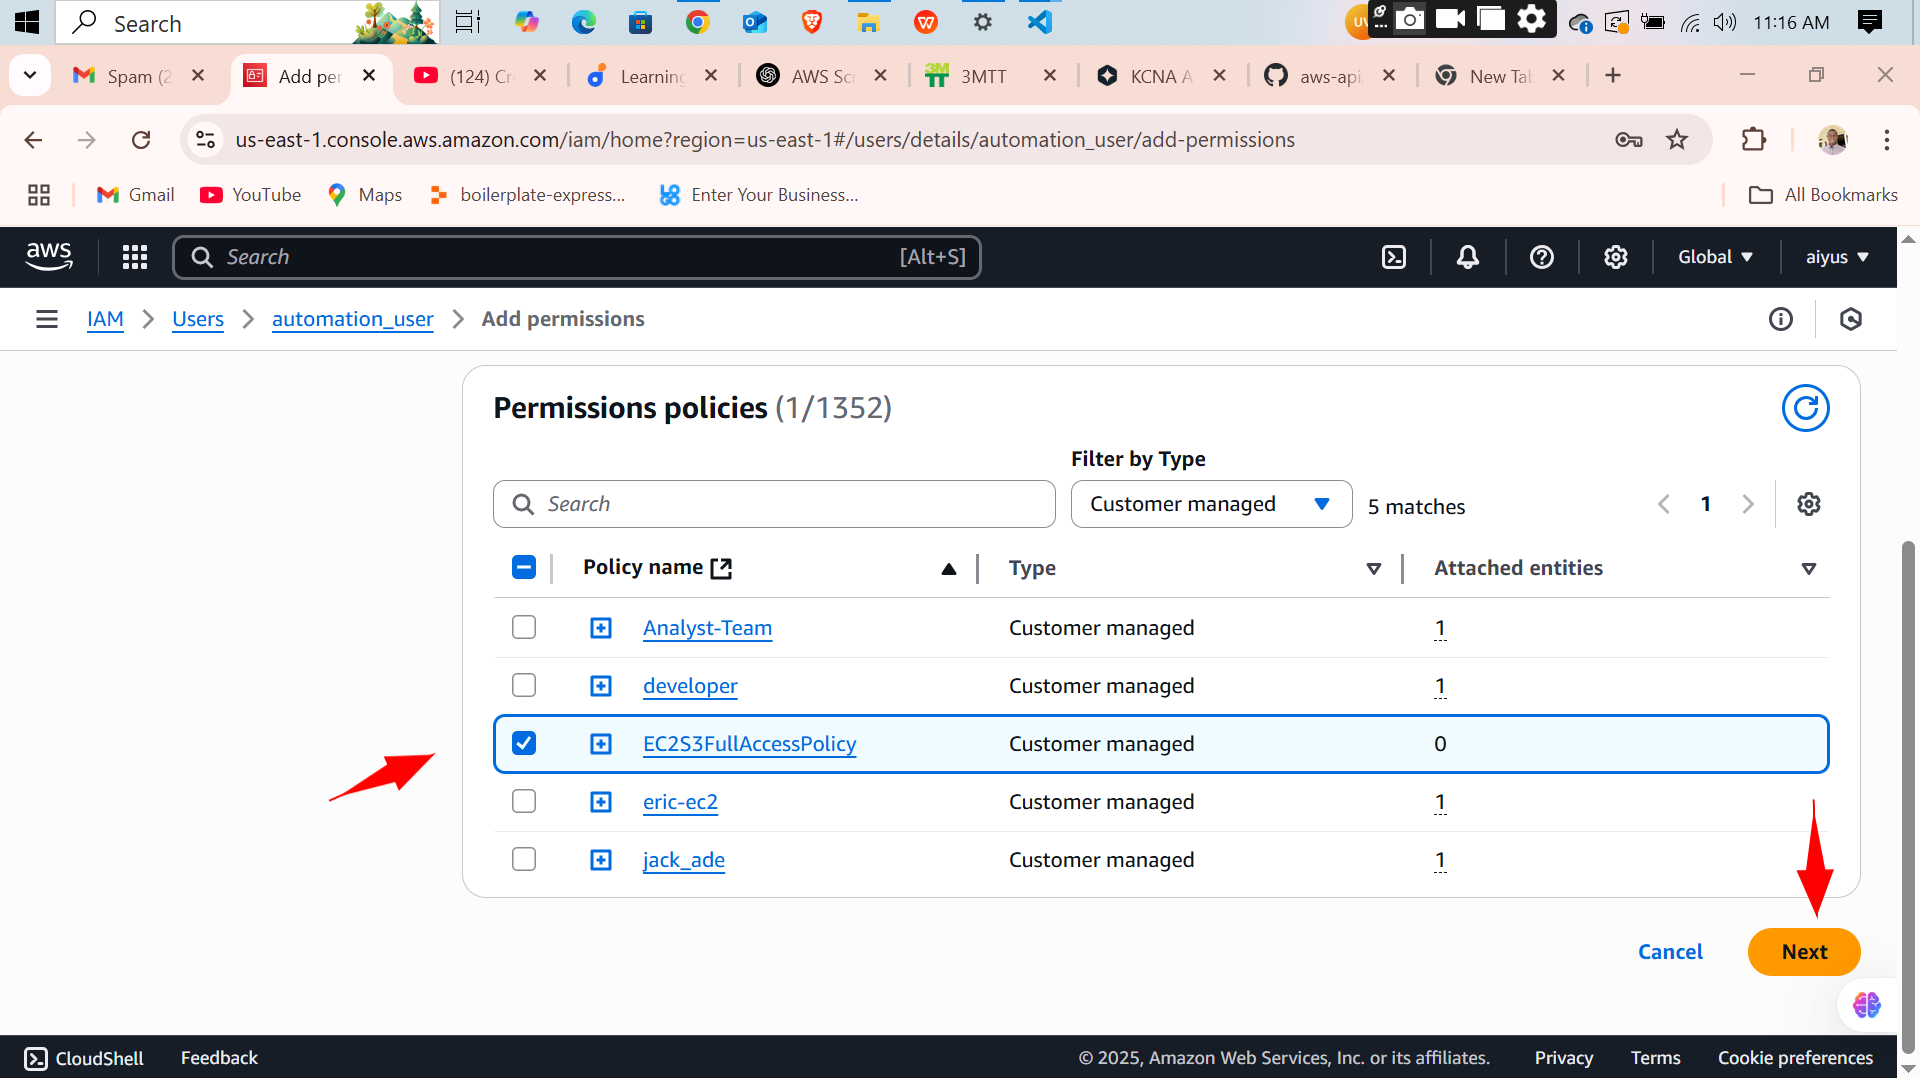 Search
11:16 AM
Spam (2
Add per
(124) Cr
Learning
AWS Scr
3MTT
KCNA A
aws-api
New Tab
us-east-1.console.aws.amazon.com/iam/home?region=us-east-1#/users/details/automation_user/add-permissions
Gmail
YouTube
Maps
boilerplate-express...
Enter Your Business...
All Bookmarks
aws
Search
[Alt+S]
Global
aiyus
IAM
Users
automation_user
Add permissions
Permissions policies (1/1352)
Filter by Type
Search
Customer managed
5 matches
1
Policy name
Type
Attached entities
Analyst-Team
Customer managed
1
developer
Customer managed
1
EC2S3FullAccessPolicy
Customer managed
0
eric-ec2
Customer managed
1
jack_ade
Customer managed
1
Cancel
Next
CloudShell
Feedback
© 2025, Amazon Web Services, Inc. or its affiliates.
Privacy
Terms
Cookie preferences